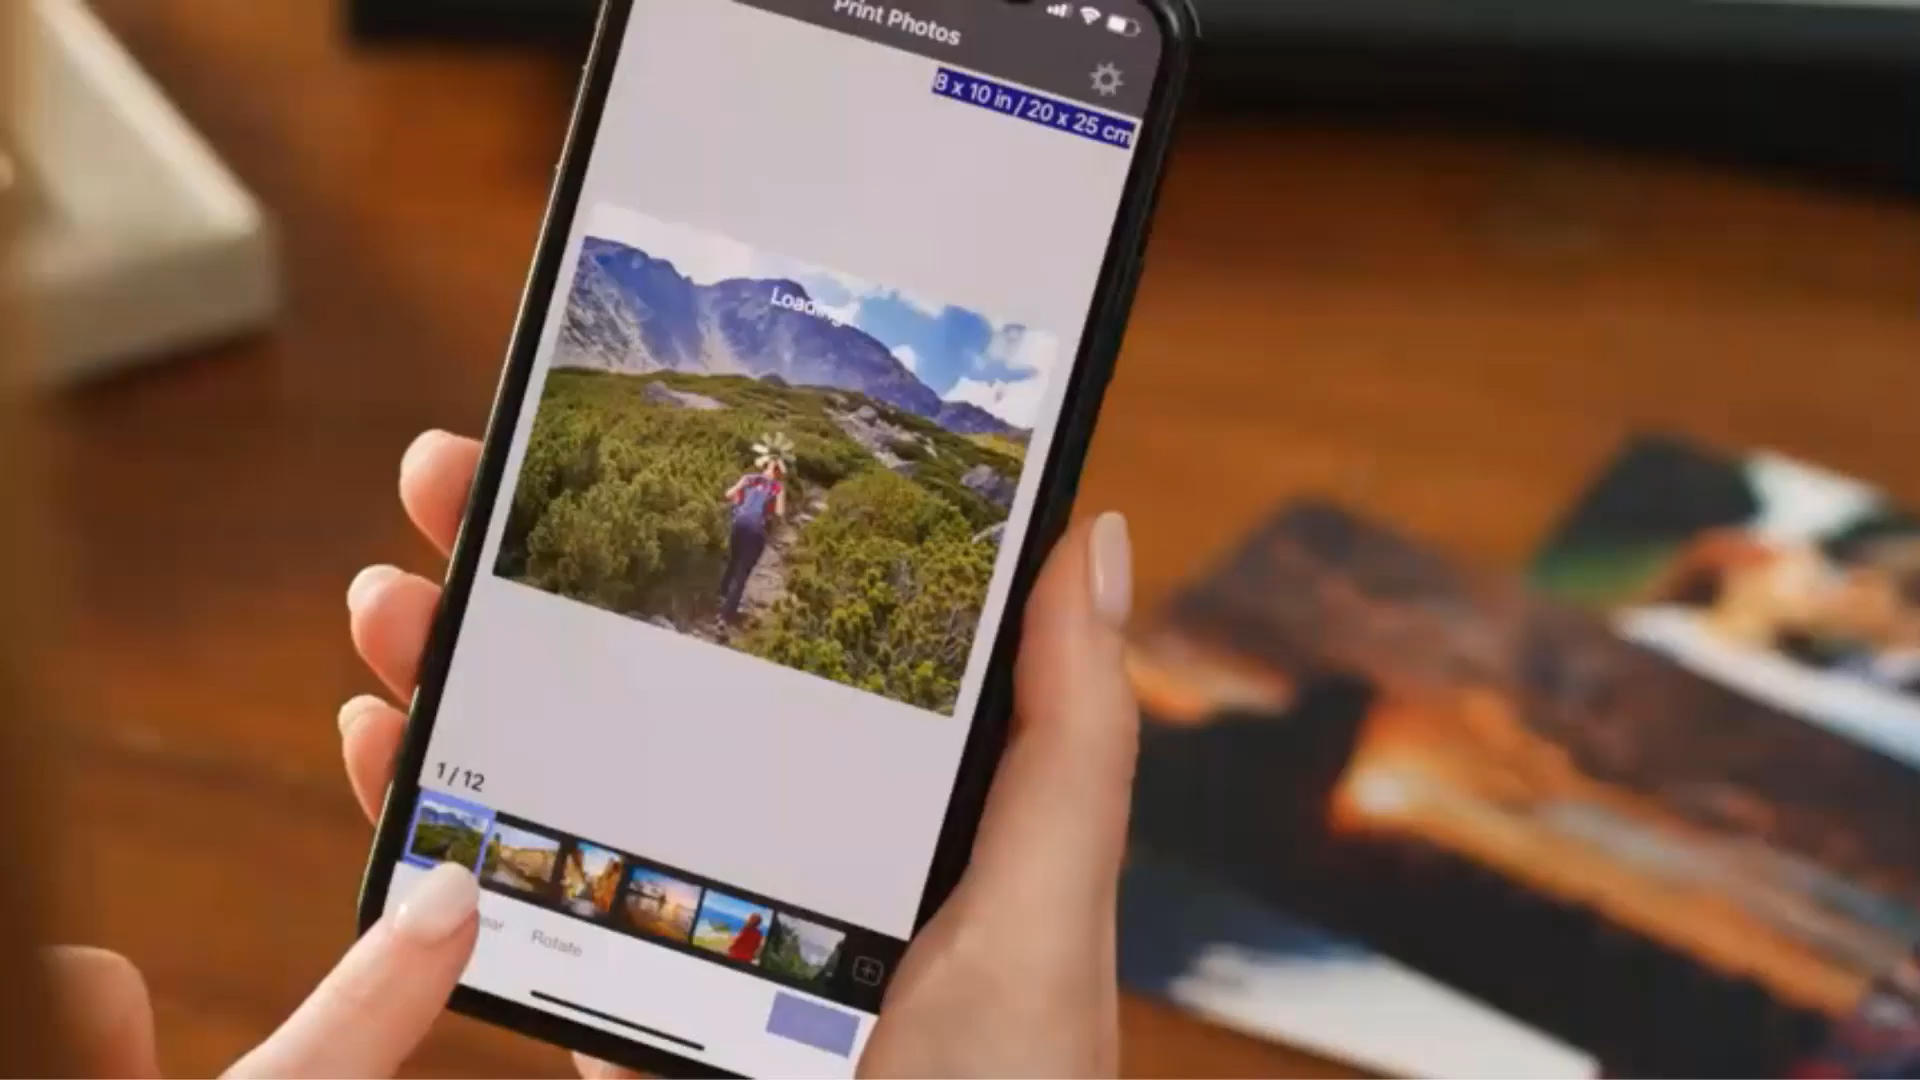 Print Photos
8 x 10 in / 20 x 25 cm
Loading
1 / 12
Rotate